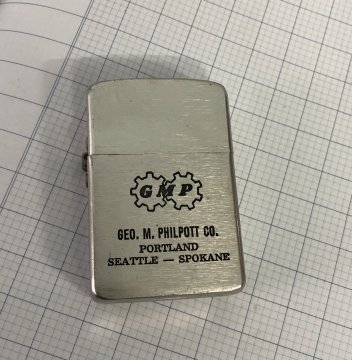 GMP
GEO. M. PHILPOTT CO.
PORTLAND
SEATTLE — SPOKANE